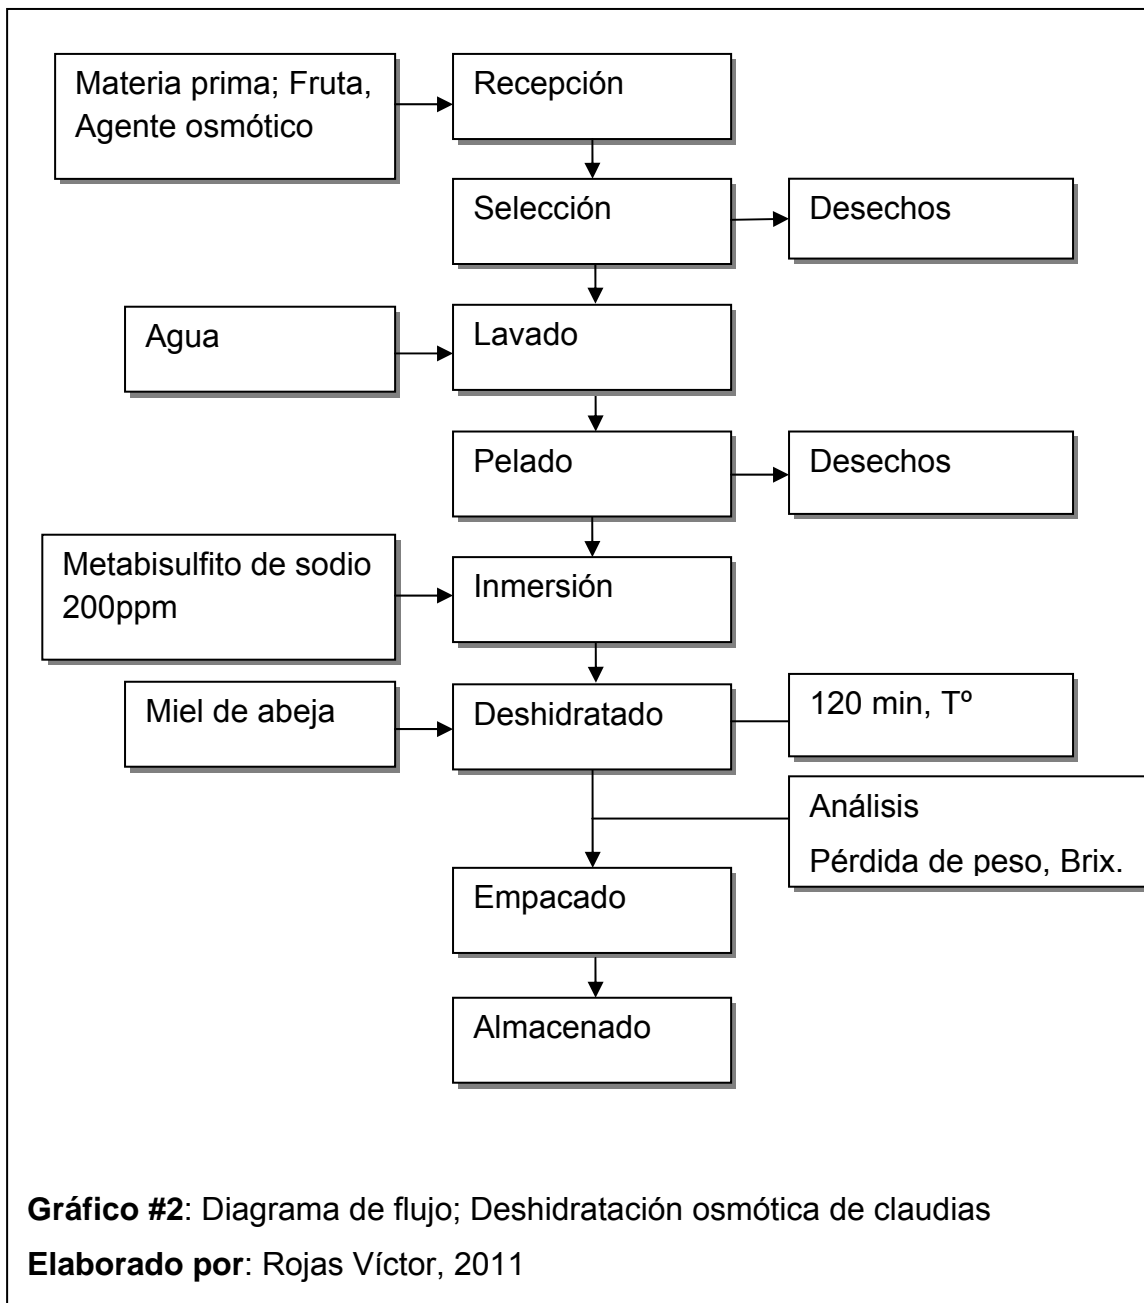 Materia prima; Fruta,
Agente osmótico
Recepción
Selección
Desechos
Agua
Lavado
Pelado
Desechos
Metabisulfito de sodio
200ppm
Inmersión
Miel de abeja
Deshidratado
120 min, Tº
Análisis
Pérdida de peso, Brix.
Empacado
Almacenado
Gráfico #2: Diagrama de flujo; Deshidratación osmótica de claudias
Elaborado por: Rojas Víctor, 2011